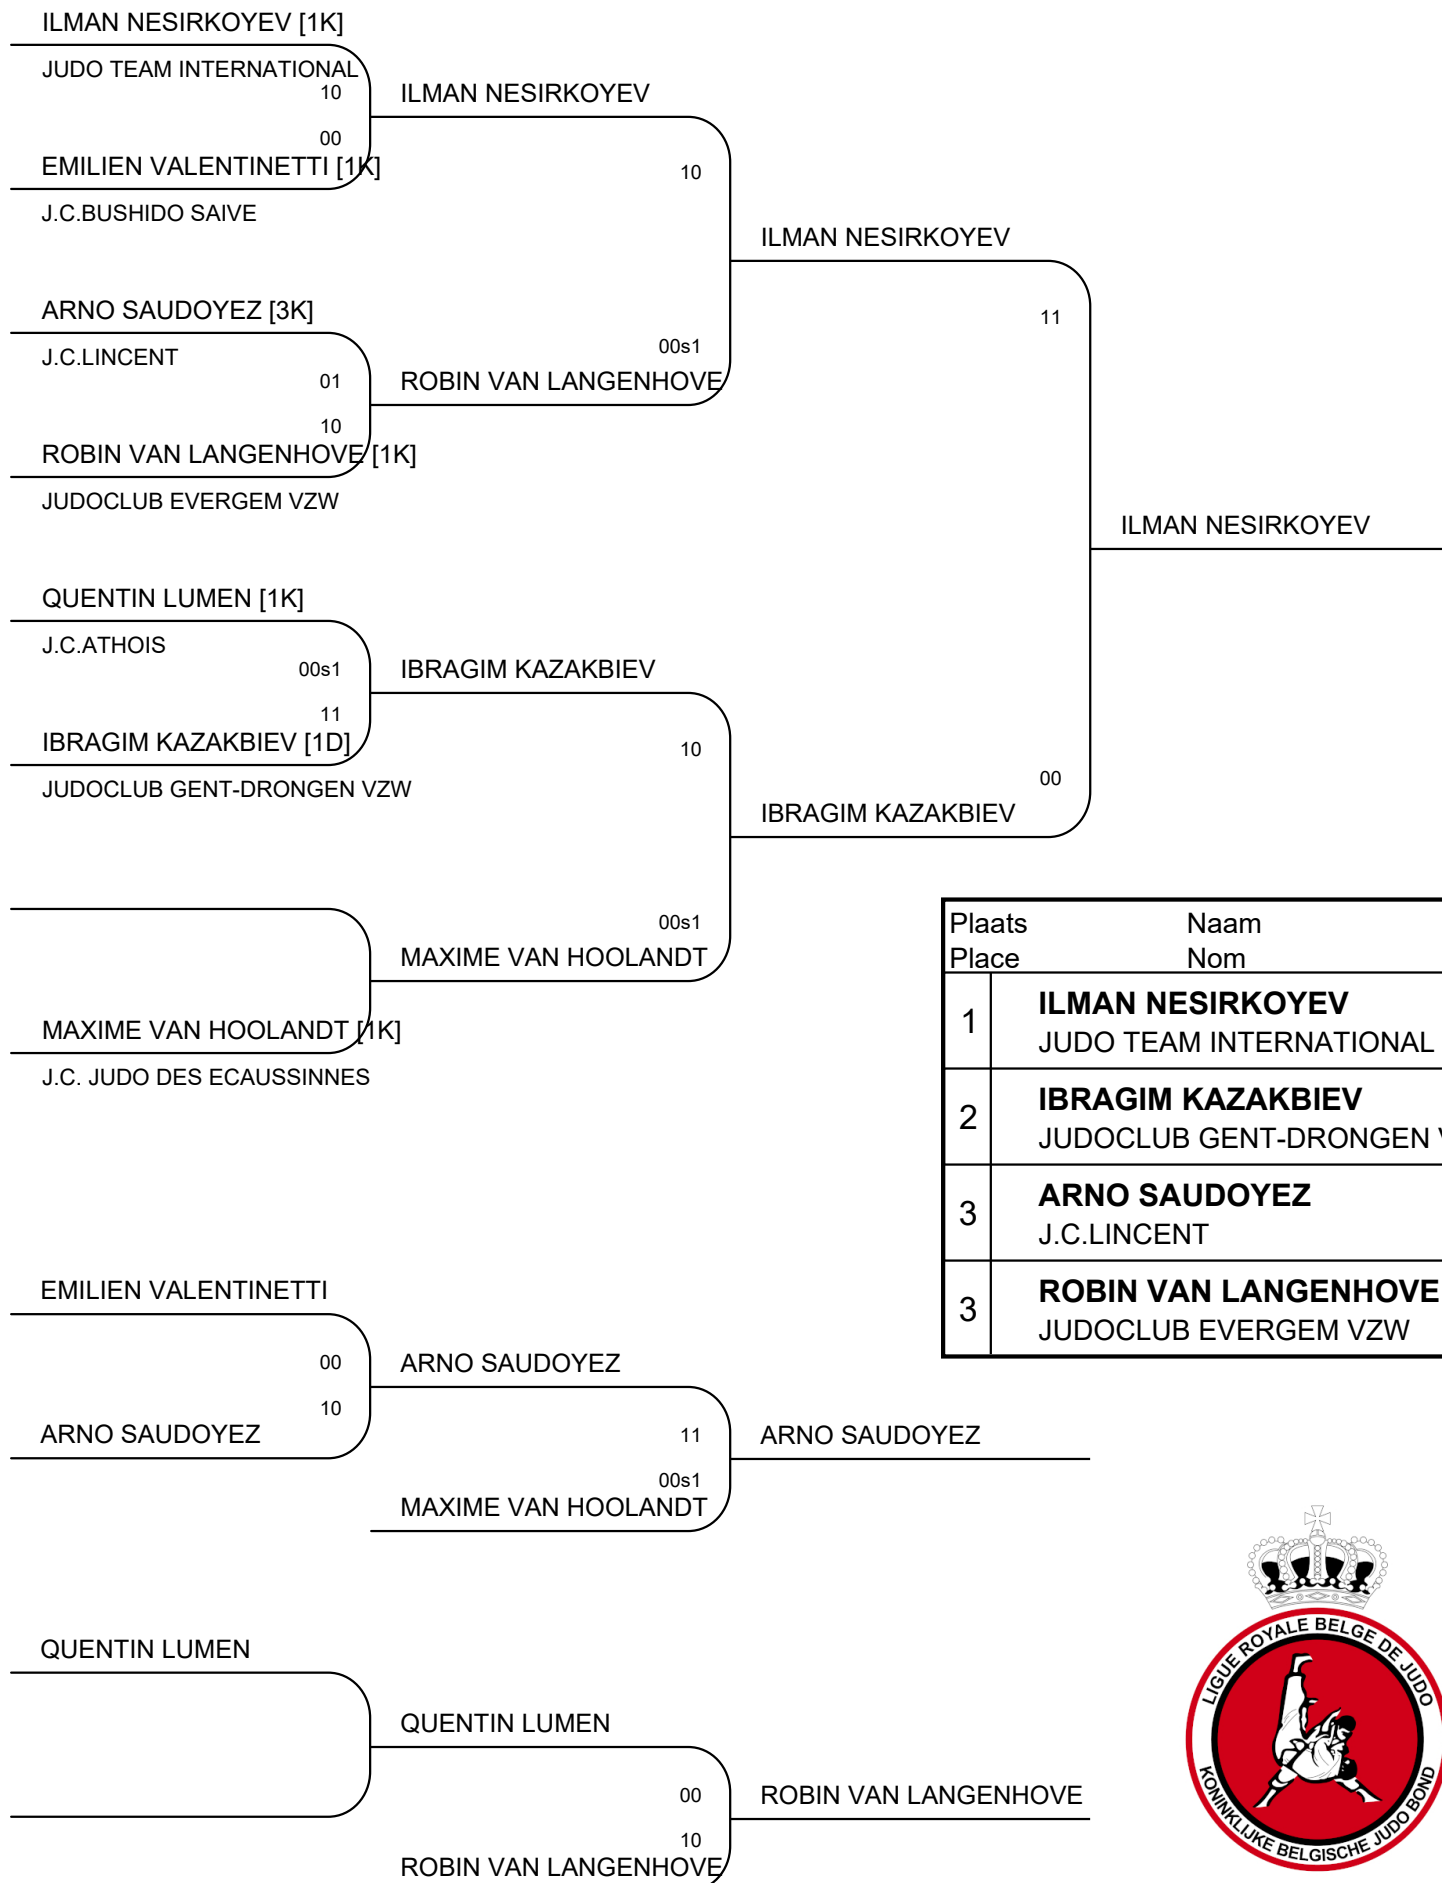 ILMAN NESIRKOYEV [1K]
JUDO TEAM INTERNATIONAL
10
ILMAN NESIRKOYEV
00
EMILIEN VALENTINETTI [1K]
10
J.C.BUSHIDO SAIVE
ILMAN NESIRKOYEV
ARNO SAUDOYEZ [3K]
11
J.C.LINCENT
00s1
01
ROBIN VAN LANGENHOVE
10
ROBIN VAN LANGENHOVE [1K]
JUDOCLUB EVERGEM VZW
ILMAN NESIRKOYEV
QUENTIN LUMEN [1K]
J.C.ATHOIS
00s1
IBRAGIM KAZAKBIEV
11
IBRAGIM KAZAKBIEV [1D]
10
JUDOCLUB GENT-DRONGEN VZW
00
IBRAGIM KAZAKBIEV
00s1
MAXIME VAN HOOLANDT
MAXIME VAN HOOLANDT [1K]
J.C. JUDO DES ECAUSSINNES
Plaats Naam
Place Nom
1 ILMAN NESIRKOYEV
JUDO TEAM INTERNATIONAL
2 IBRAGIM KAZAKBIEV
JUDOCLUB GENT-DRONGEN
3 ARNO SAUDOYEZ
J.C.LINCENT
3 ROBIN VAN LANGENHOVE
JUDOCLUB EVERGEM VZW
EMILIEN VALENTINETTI
00
ARNO SAUDOYEZ
10
ARNO SAUDOYEZ
11
ARNO SAUDOYEZ
00s1
MAXIME VAN HOOLANDT
QUENTIN LUMEN
QUENTIN LUMEN
00
ROBIN VAN LANGENHOVE
10
ROBIN VAN LANGENHOVE
LIGUE ROYALE BELGE DE JUDO
KONINKLIJKE BELGISCHE JUDO BOND